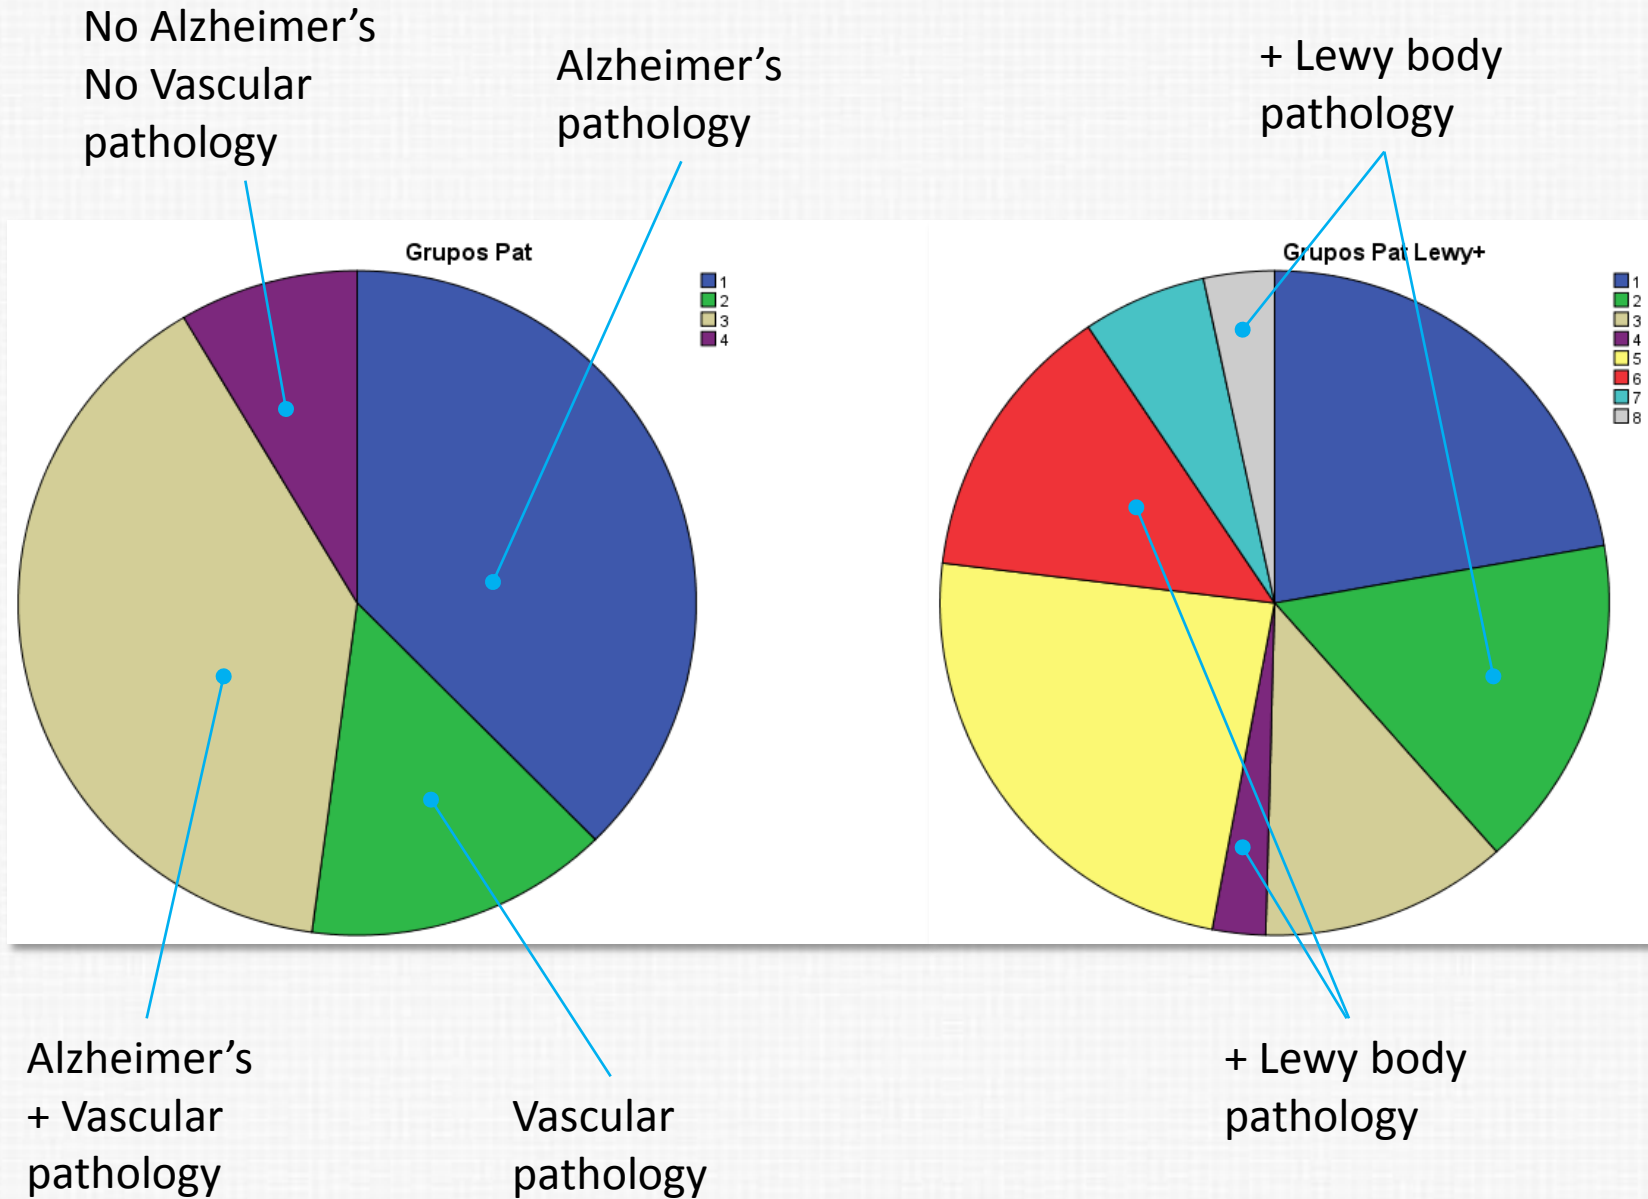 No Alzheimer’s
No Vascular
pathology
Alzheimer’s
pathology
+ Lewy body
pathology
Grupos Pat
1
2
3
4
Grupos Pat Lewy+
1
2
3
4
5
6
7
8
Alzheimer’s
+ Vascular
pathology
Vascular
pathology
+ Lewy body
pathology